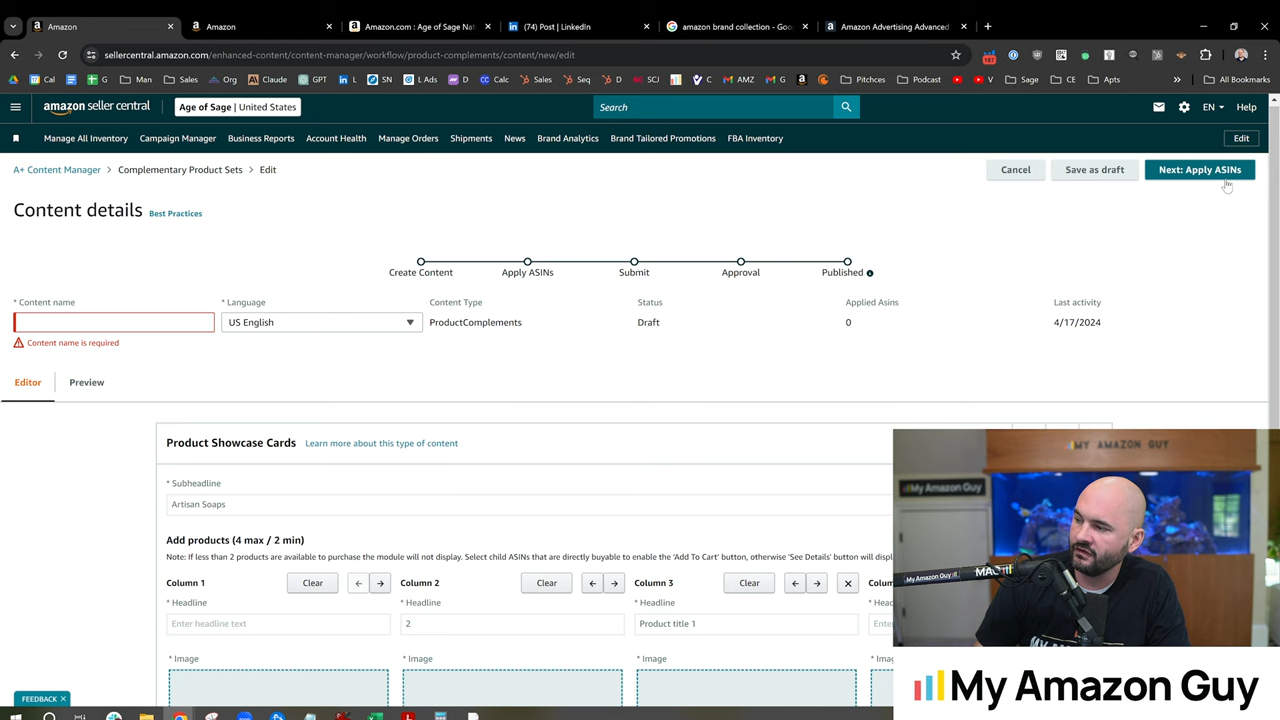 Amazon
Amazon
Amazon.com : Age of Sage Nat
(74) Post | LinkedIn
amazon brand collection - Goo
Amazon Advertising Advanced
sellercentral.amazon.com/enhanced-content/content-manager/workflow/product-complements/content/new/edit
Cal
G
Man
Sales
Org
Claude
GPT
L
SN
L Ads
D
Calc
Sales
Seq
D
SCJ
C
AMZ
Pitchces
Podcast
V
Sage
CE
Apts
All Bookmarks
amazon seller central
Age of Sage | United States
Search
EN
Help
Manage All Inventory
Campaign Manager
Business Reports
Account Health
Manage Orders
Shipments
News
Brand Analytics
Brand Tailored Promotions
FBA Inventory
Edit
A+ Content Manager > Complementary Product Sets > Edit
Cancel
Save as draft
Next: Apply ASINs
Content details
Best Practices
Create Content
Apply ASINs
Submit
Approval
Published
* Content name
* Language
Content Type
Status
Applied Asins
Last activity
US English
ProductComplements
Draft
0
4/17/2024
Content name is required
Editor
Preview
Product Showcase Cards
Learn more about this type of content
* Subheadline
Artisan Soaps
Add products (4 max / 2 min)
Note: If less than 2 products are available to purchase the module will not display. Select child ASINs that are directly buyable to enable the 'Add To Cart' button, otherwise 'See Details' button will displ
Column 1
Clear
Column 2
Clear
Column 3
Clear
* Headline
* Headline
* Headline
Enter headline text
2
Product title 1
* Image
* Image
* Image
FEEDBACK
MY AMAZON GUY
My Amazon Guy
My Amazon Guy
My Amazon Guy